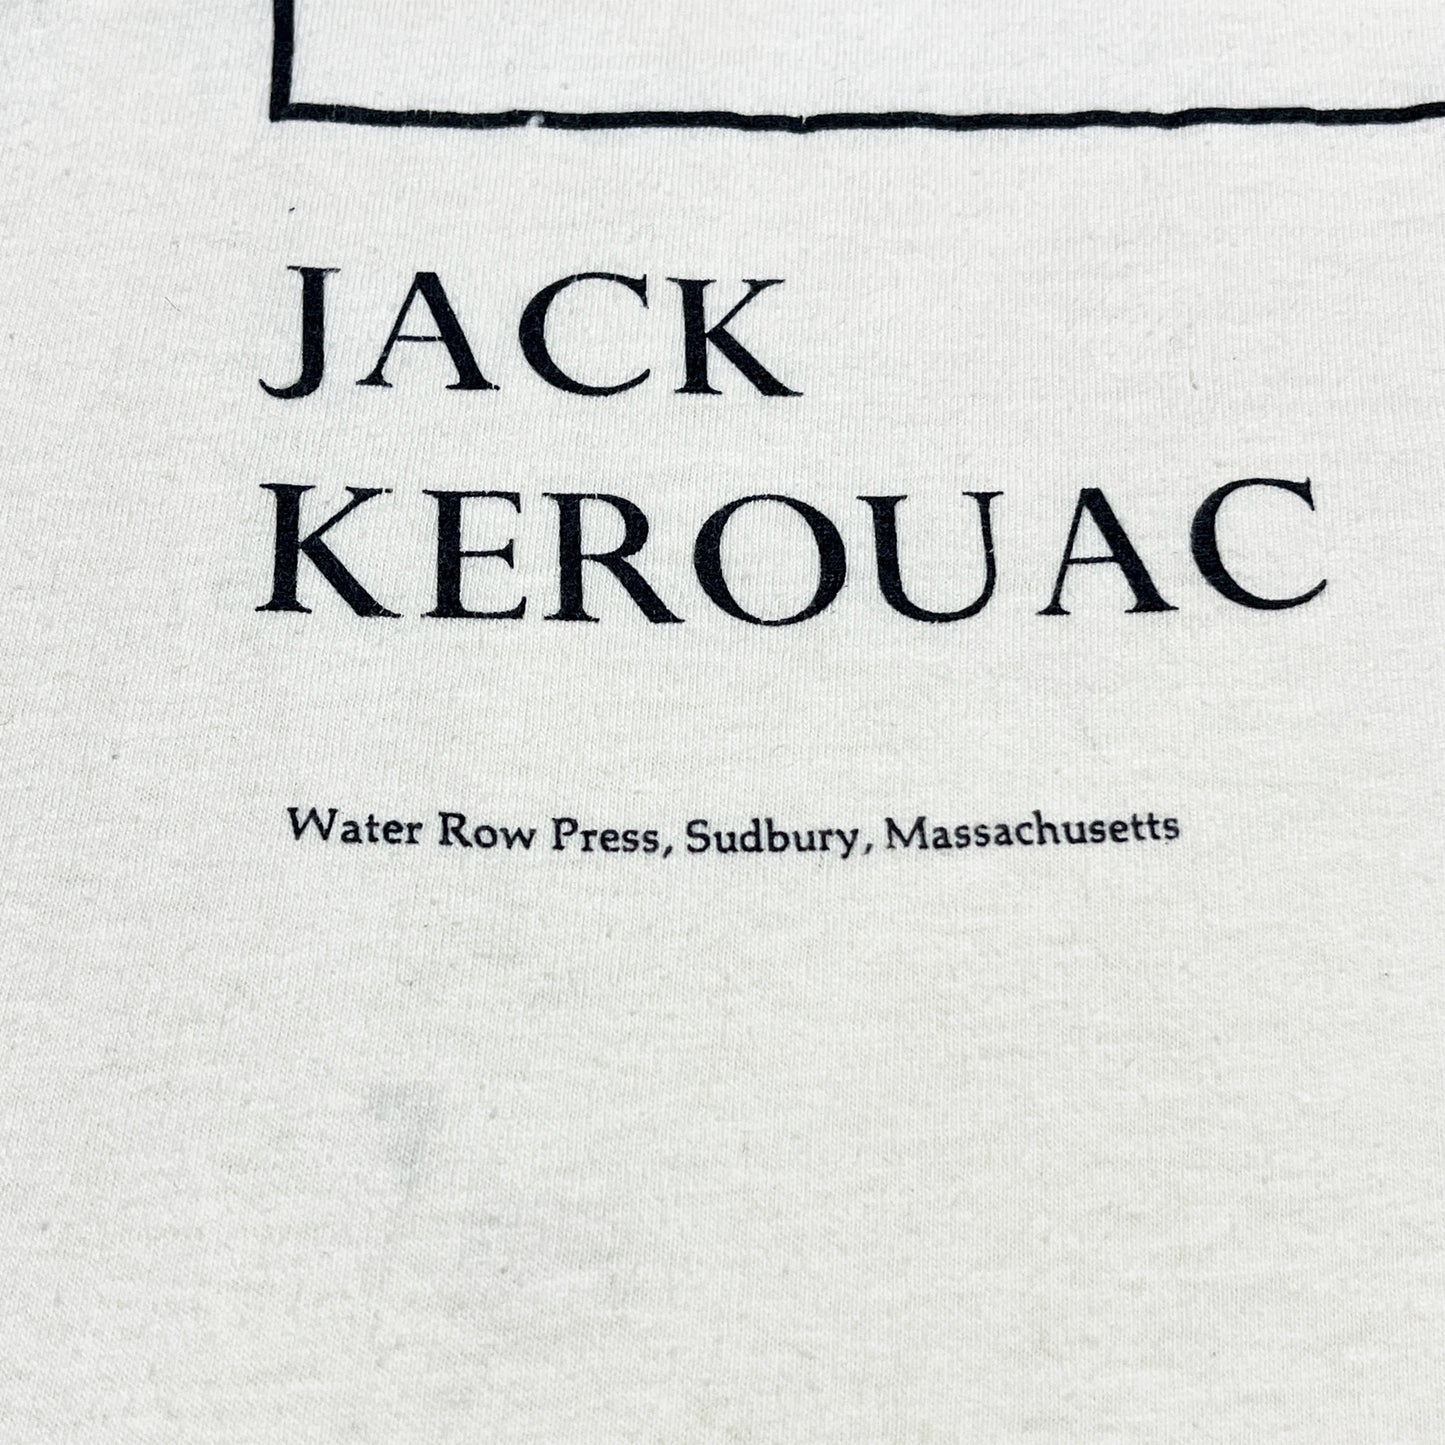 JACK
KEROUAC
Water Row Press, Sudbury, Massachusetts